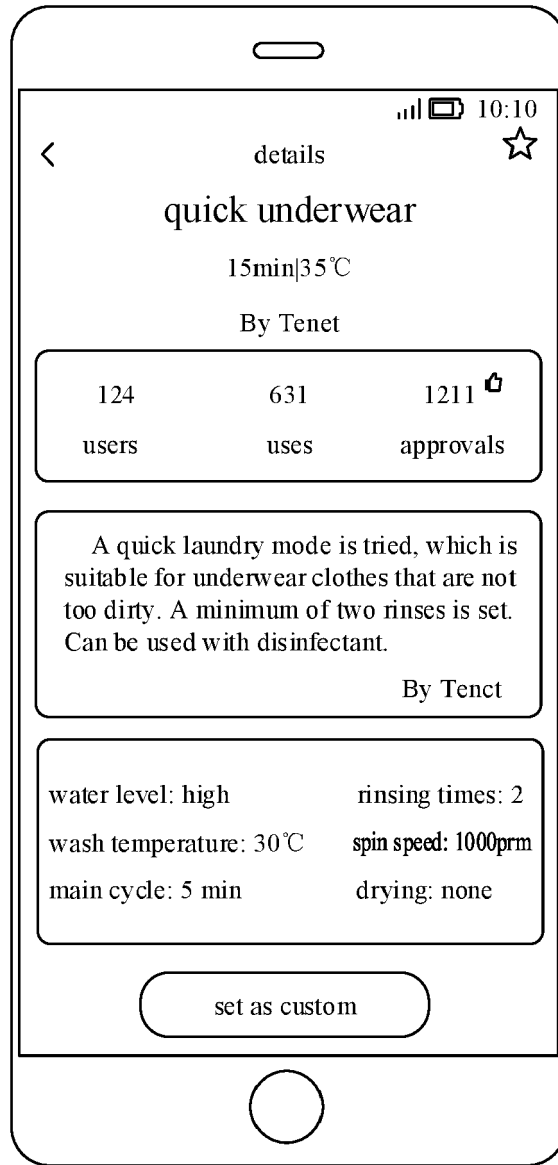 10:10
details
quick underwear
15min|35℃
By Tenet
124 631 1211
users uses approvals
A quick laundry mode is tried, which is
suitable for underwear clothes that are not
too dirty. A minimum of two rinses is set.
Can be used with disinfectant.
By Tenct
water level: high rinsing times: 2
wash temperature: 30℃ spin speed: 1000prm
main cycle: 5 min drying: none
set as custom